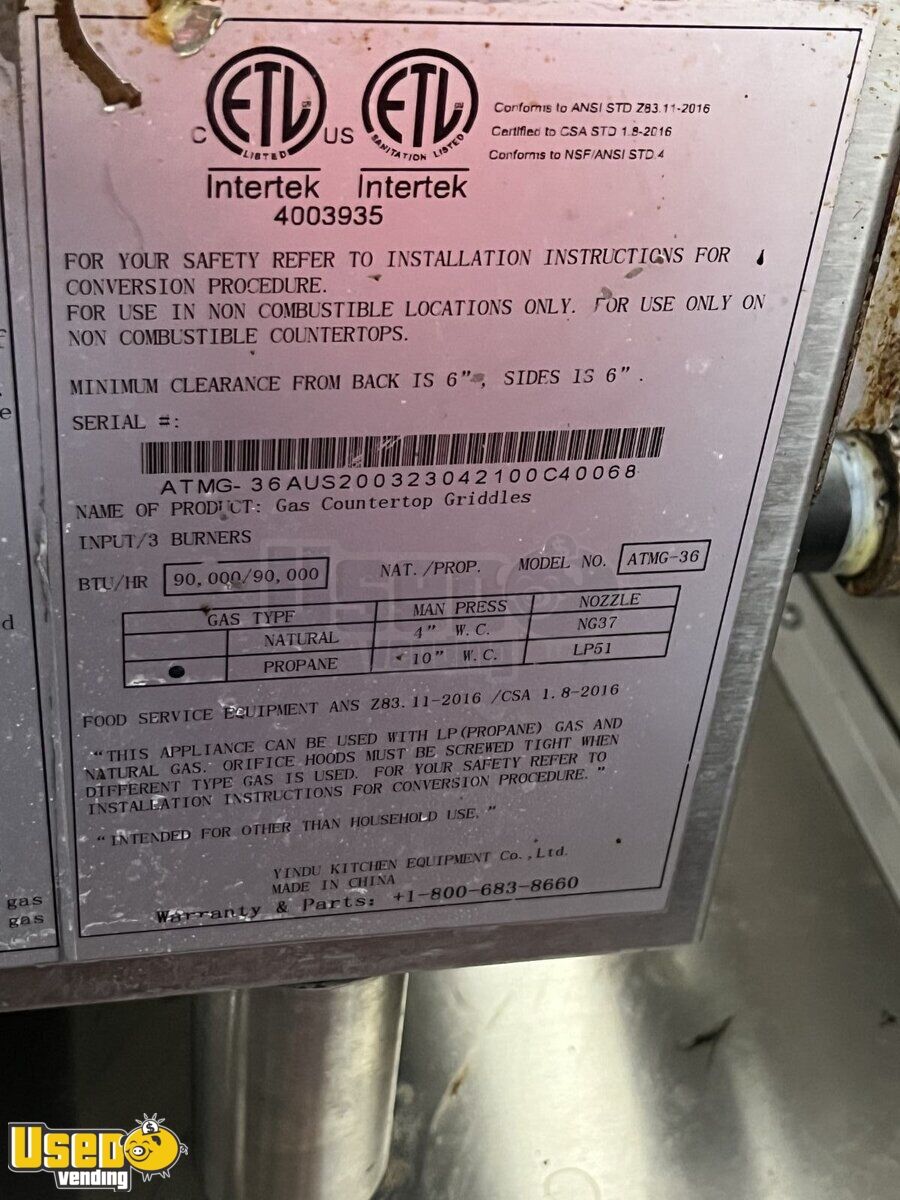 C ETL US ETL
LISTED SANITATION LISTED
Intertek Intertek
4003935
Conforms to ANSI STD Z83.11-2016
Certified to CSA STD 1.8-2016
Conforms to NSF/ANSI STD.4
FOR YOUR SAFETY REFER TO INSTALLATION INSTRUCTIONS FOR
CONVERSION PROCEDURE.
FOR USE IN NON COMBUSTIBLE LOCATIONS ONLY. FOR USE ONLY ON
NON COMBUSTIBLE COUNTERTOPS.
MINIMUM CLEARANCE FROM BACK IS 6", SIDES IS 6".
SERIAL #:
ATMG-36AUS200323042100C40068
NAME OF PRODUCT: Gas Countertop Griddles
INPUT/3 BURNERS
BTU/HR 90,000/90,000 NAT./PROP. MODEL NO. ATMG-36
GAS TYPE MAN PRESS NOZZLE
NATURAL 4" W.C. NG37
PROPANE 10" W.C. LP51
FOOD SERVICE EQUIPMENT ANS Z83.11-2016 /CSA 1.8-2016
"THIS APPLIANCE CAN BE USED WITH LP(PROPANE) GAS AND
NATURAL GAS. ORIFICE HOODS MUST BE SCREWED TIGHT WHEN
DIFFERENT TYPE GAS IS USED. FOR YOUR SAFETY REFER TO
INSTALLATION INSTRUCTIONS FOR CONVERSION PROCEDURE."
"INTENDED FOR OTHER THAN HOUSEHOLD USE."
YINDU KITCHEN EQUIPMENT Co.,Ltd.
MADE IN CHINA
Warranty & Parts: +1-800-683-8660
gas
gas
Used
vending